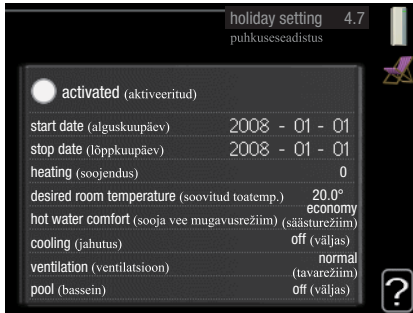 holiday setting 4.7
puhkuseseadistus
activated (aktiveeritud)
start date (alguskuupäev) 2008 - 01 - 01
stop date (lõppkuupäev) 2008 - 01 - 01
heating (soojendus) 0
desired room temperature (soovitud toatemp.) 20.0°
hot water comfort (sooja vee mugavusrežiim) economy (säästurežiim)
cooling (jahutus) off (väljas)
ventilation (ventilatsioon) normal (tavarežiim)
pool (bassein) off (väljas)
?